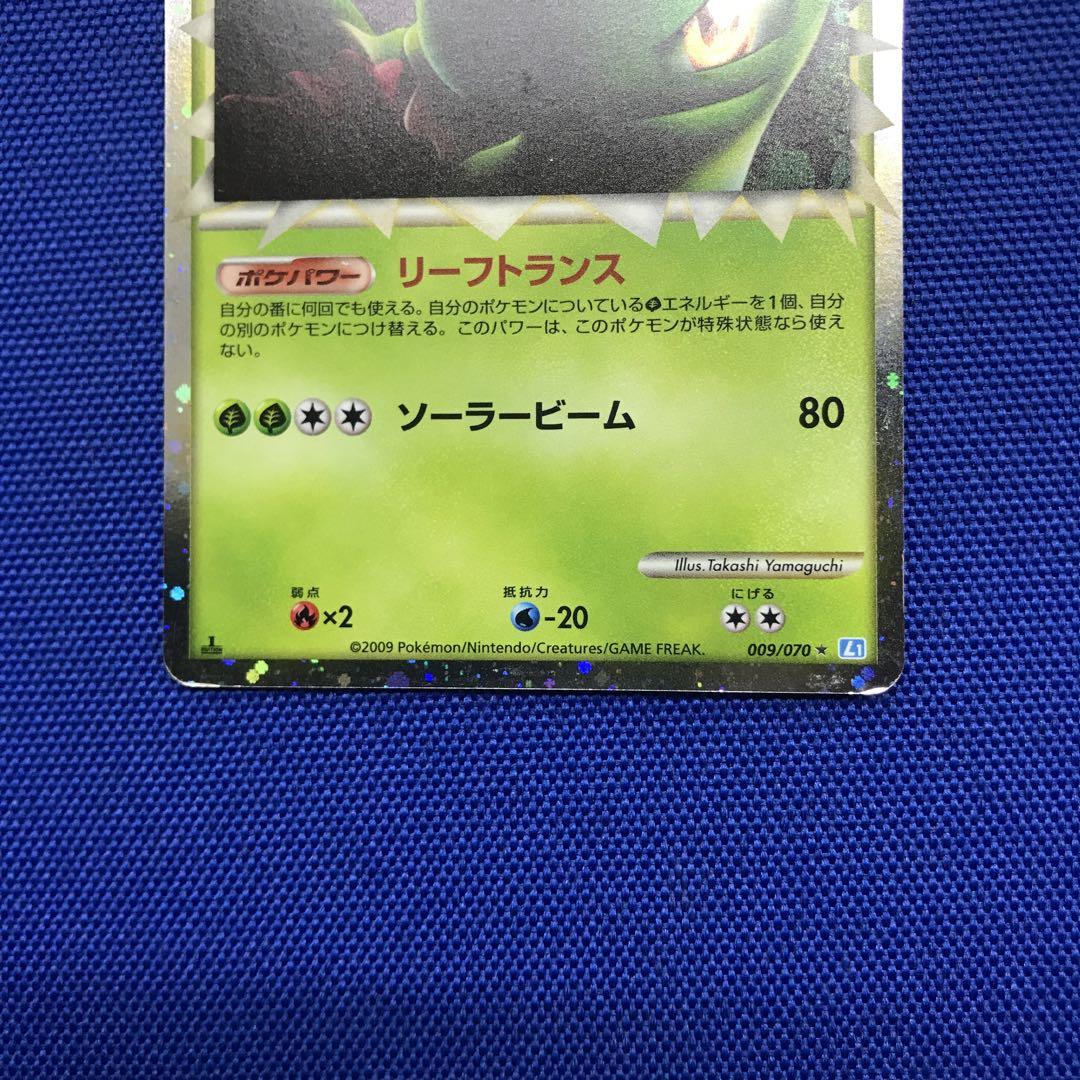 ポケパワー リーフトランス
自分の番に何回でも使える。自分のポケモンについているエネルギーを1個、自分
の別のポケモンにつけ替える。このパワーは、このポケモンが特殊状態なら使え
ない。
ソーラービーム 80
Illus.Takashi Yamaguchi
弱点 抵抗力 にげる
×2 -20
1 EDITION ©2009 Pokémon/Nintendo/Creatures/GAME FREAK. 009/070 ★ L1